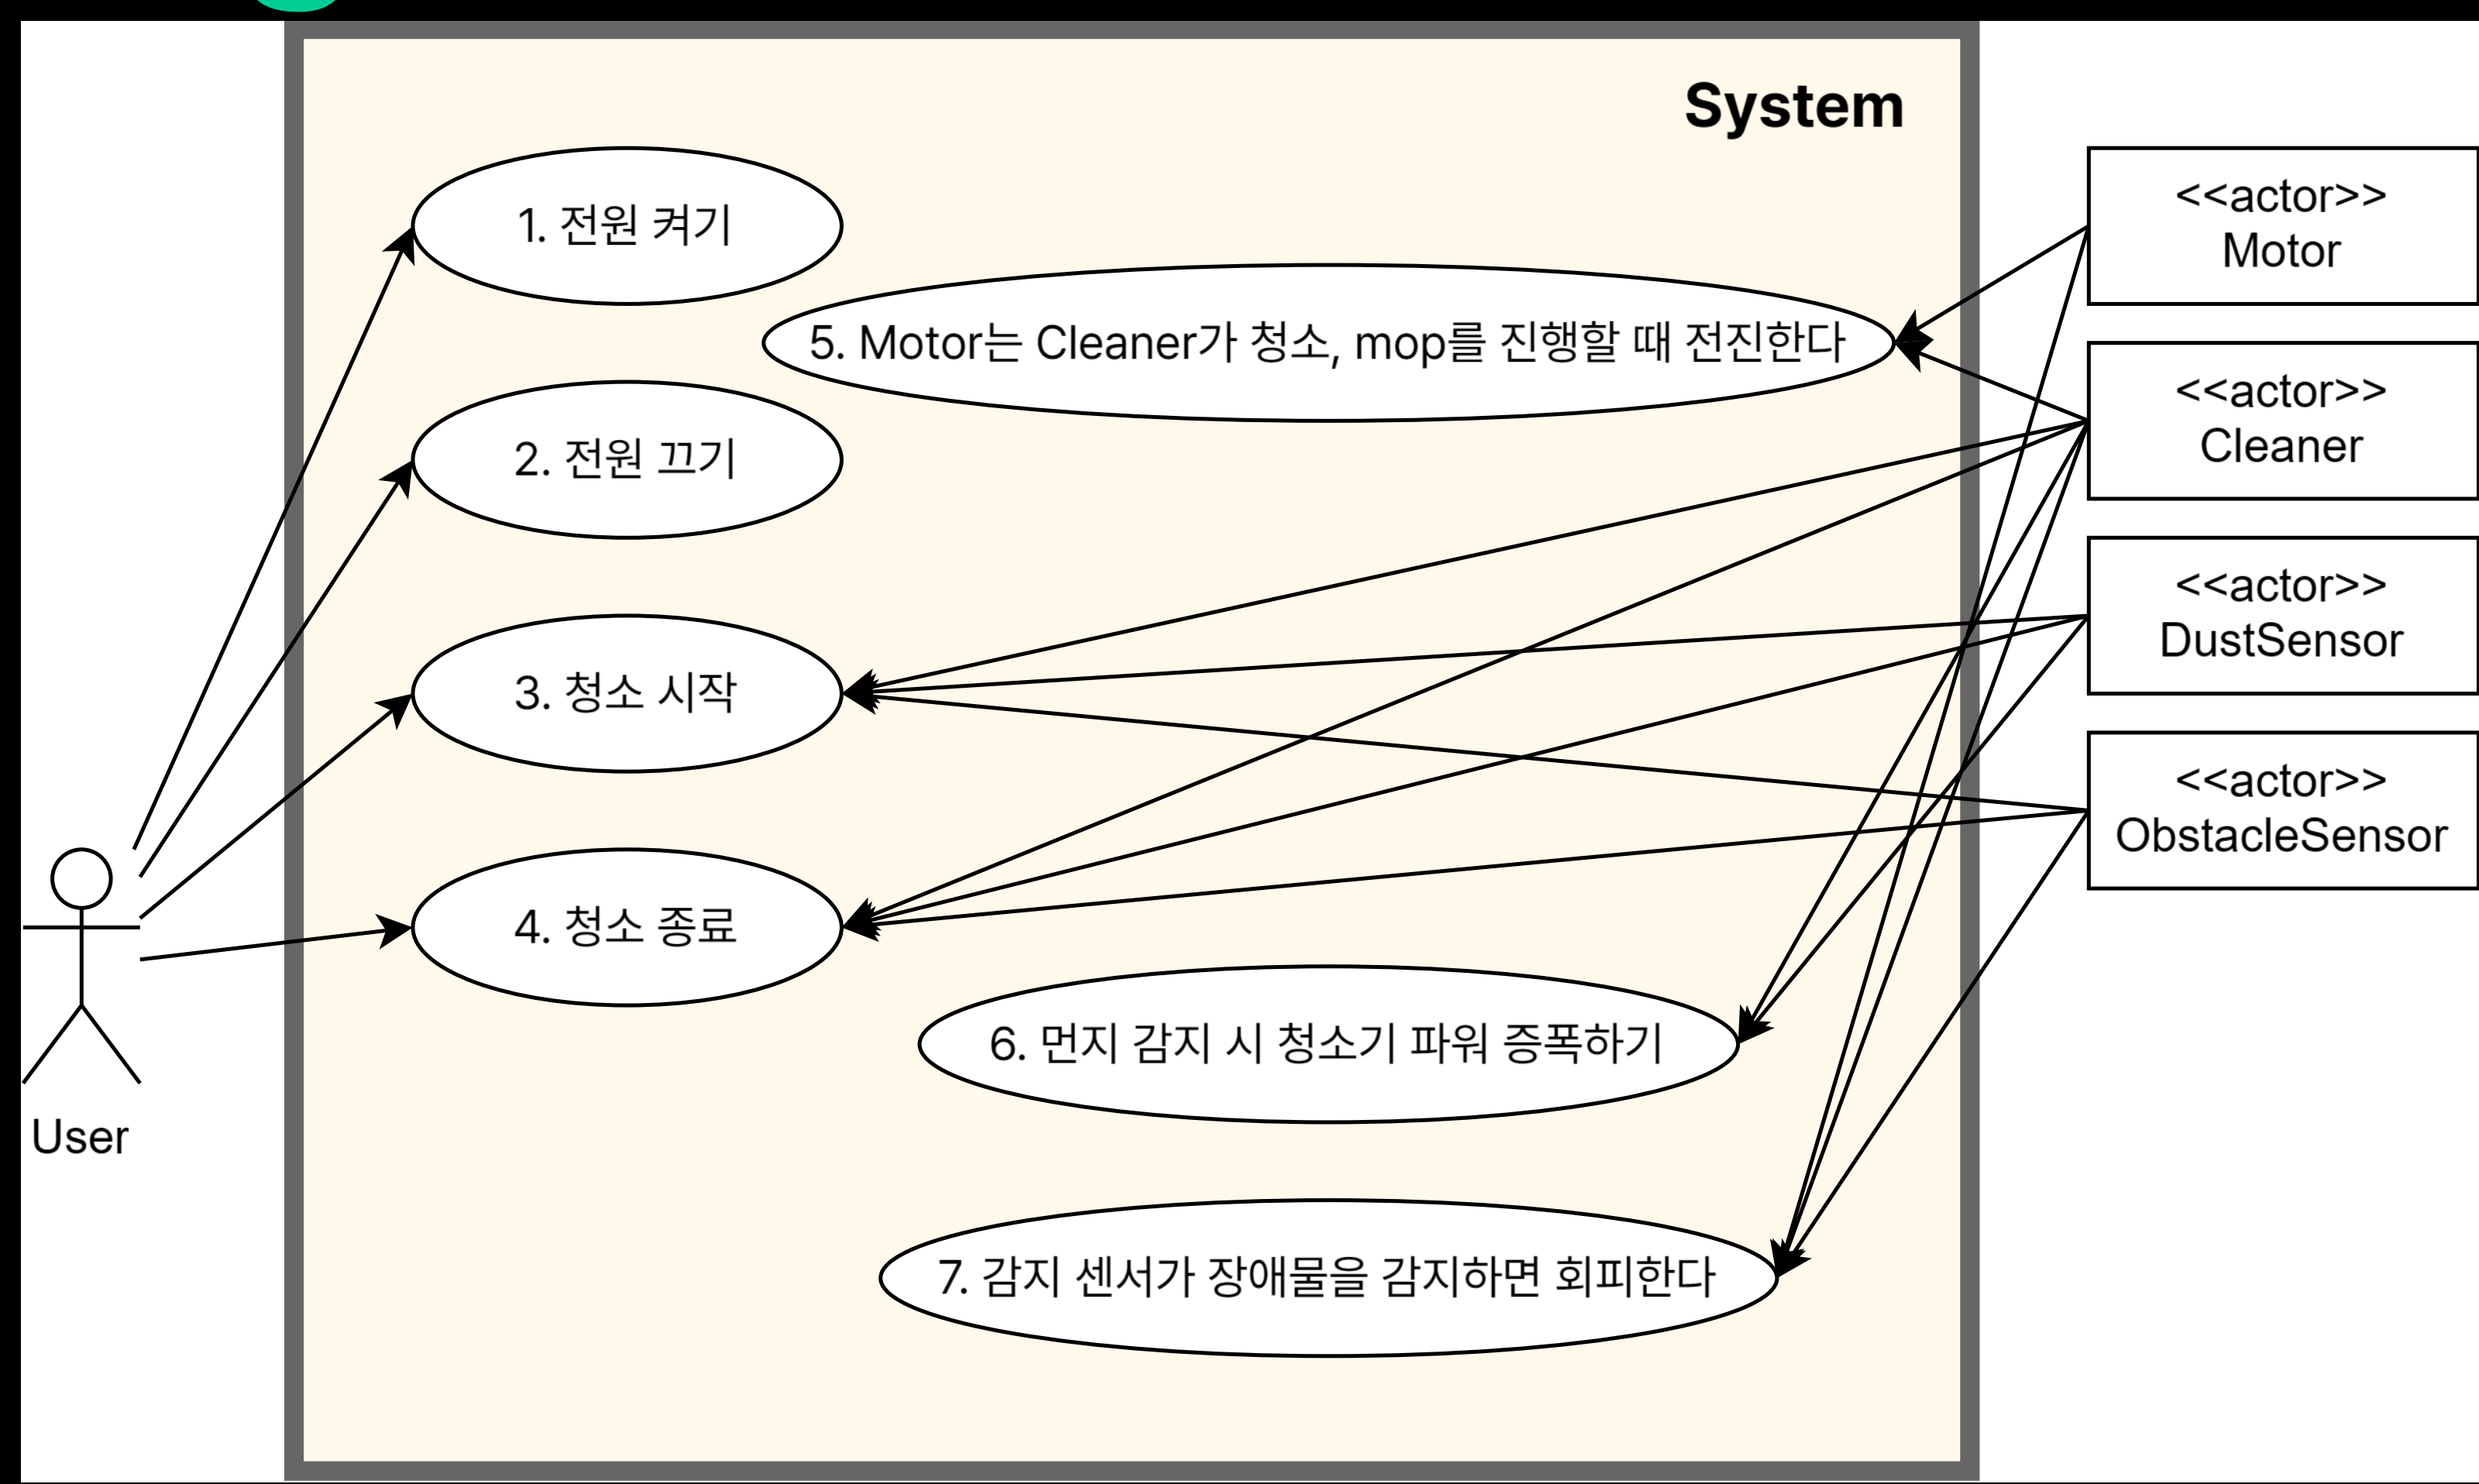 System
1. 전원 켜기
5. Motor는 Cleaner가 청소, mop를 진행할 때 전진한다
2. 전원 끄기
3. 청소 시작
4. 청소 종료
6. 먼지 감지 시 청소기 파워 증폭하기
7. 감지 센서가 장애물을 감지하면 회피한다
User
<<actor>>
Motor
<<actor>>
Cleaner
<<actor>>
DustSensor
<<actor>>
ObstacleSensor